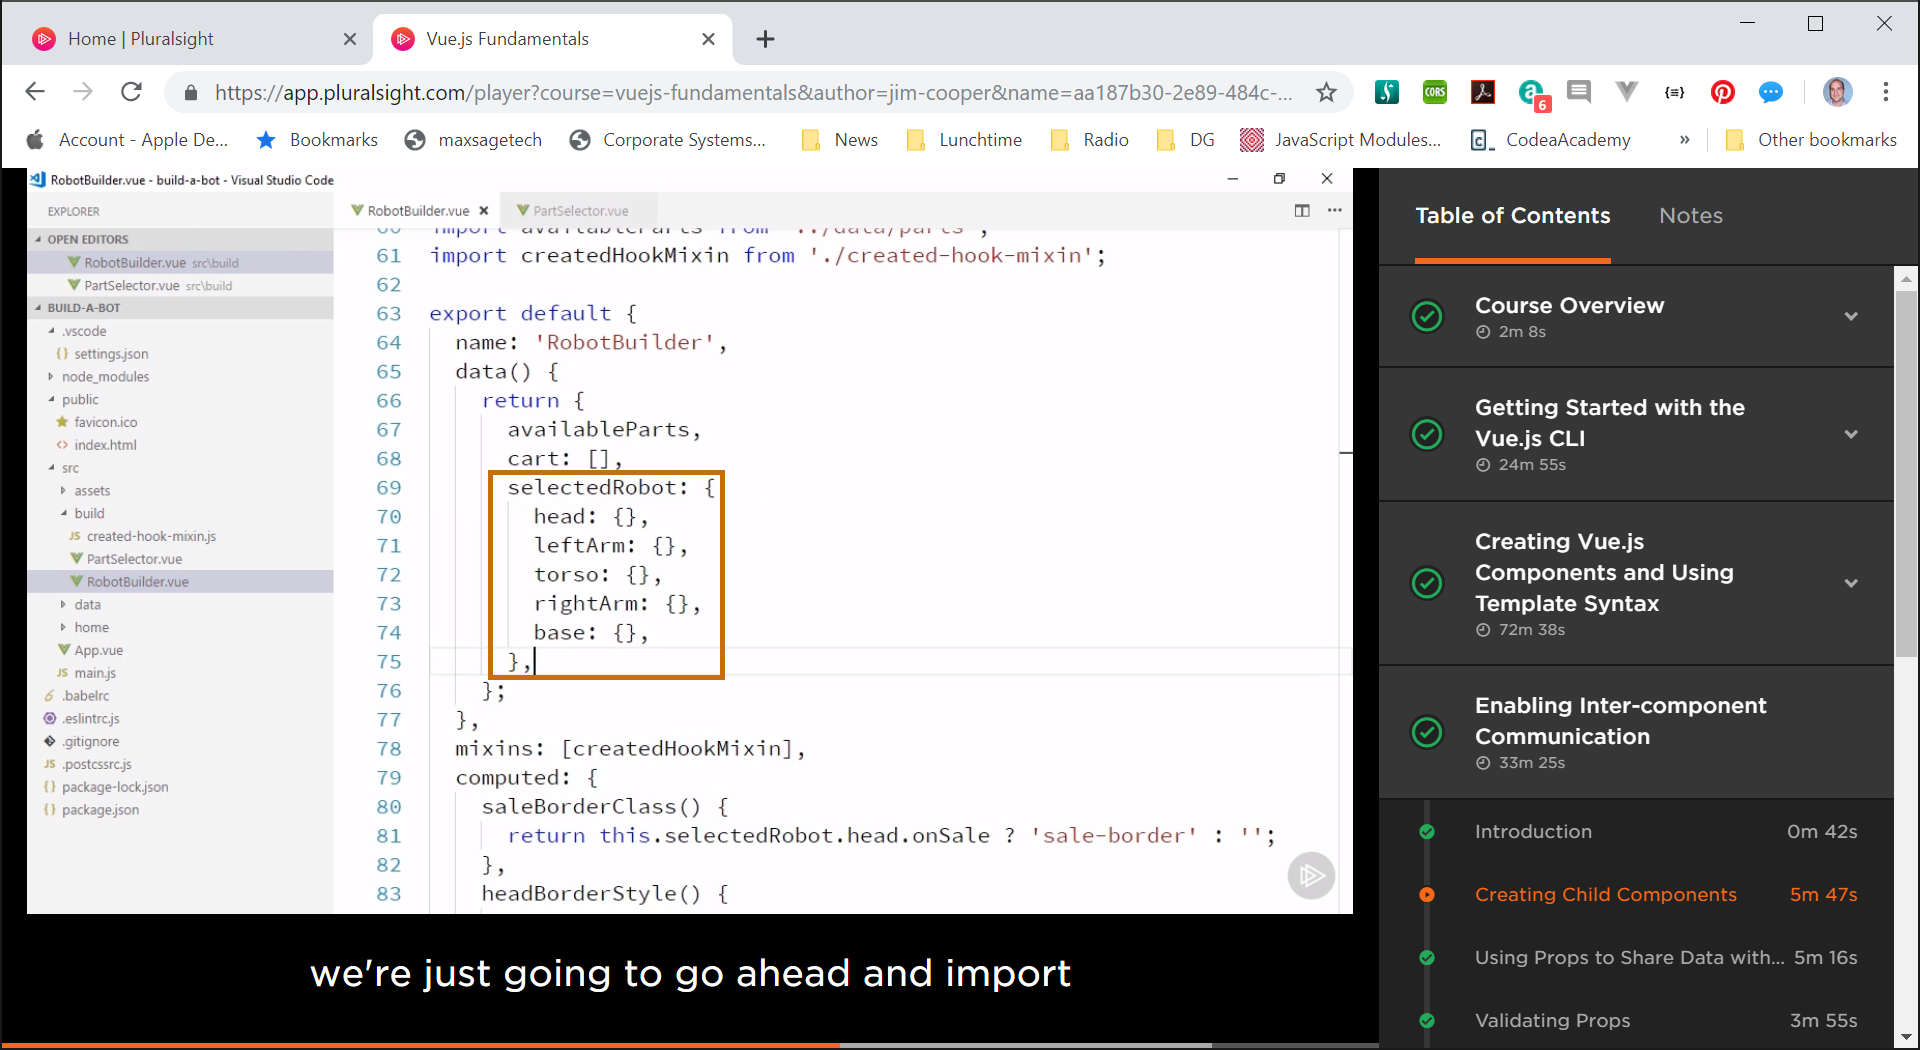 Home | Pluralsight
Vue.js Fundamentals
https://app.pluralsight.com/player?course=vuejs-fundamentals&author=jim-cooper&name=aa187b30-2e89-484c-...
CORS
6
{≡}
Account - Apple De...
Bookmarks
maxsagetech
Corporate Systems...
News
Lunchtime
Radio
DG
JavaScript Modules...
CodeaAcademy
»
Other bookmarks
RobotBuilder.vue - build-a-bot - Visual Studio Code
EXPLORER
OPEN EDITORS
RobotBuilder.vue src\build
PartSelector.vue src\build
BUILD-A-BOT
.vscode
{} settings.json
node_modules
public
favicon.ico
<> index.html
src
assets
build
JS created-hook-mixin.js
PartSelector.vue
RobotBuilder.vue
data
home
App.vue
JS main.js
.babelrc
.eslintrc.js
.gitignore
JS .postcssrc.js
{} package-lock.json
{} package.json
RobotBuilder.vue
PartSelector.vue
60 import availableParts from '../data/parts';
61 import createdHookMixin from './created-hook-mixin';
62
63 export default {
64 name: 'RobotBuilder',
65 data() {
66 return {
67 availableParts,
68 cart: [],
69 selectedRobot: {
70 head: {},
71 leftArm: {},
72 torso: {},
73 rightArm: {},
74 base: {},
75 },
76 };
77 },
78 mixins: [createdHookMixin],
79 computed: {
80 saleBorderClass() {
81 return this.selectedRobot.head.onSale ? 'sale-border' : '';
82 },
83 headBorderStyle() {
we're just going to go ahead and import
Table of Contents
Notes
Course Overview
2m 8s
Getting Started with the
Vue.js CLI
24m 55s
Creating Vue.js
Components and Using
Template Syntax
72m 38s
Enabling Inter-component
Communication
33m 25s
Introduction 0m 42s
Creating Child Components 5m 47s
Using Props to Share Data with... 5m 16s
Validating Props 3m 55s